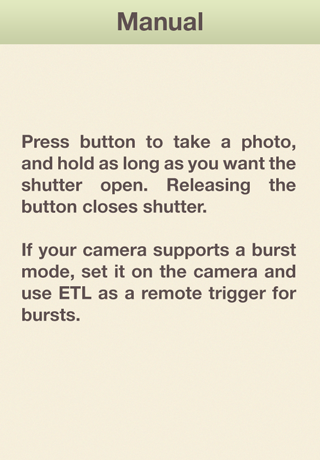 Manual
Press button to take a photo,
and hold as long as you want the
shutter open. Releasing the
button closes shutter.
If your camera supports a burst
mode, set it on the camera and
use ETL as a remote trigger for
bursts.